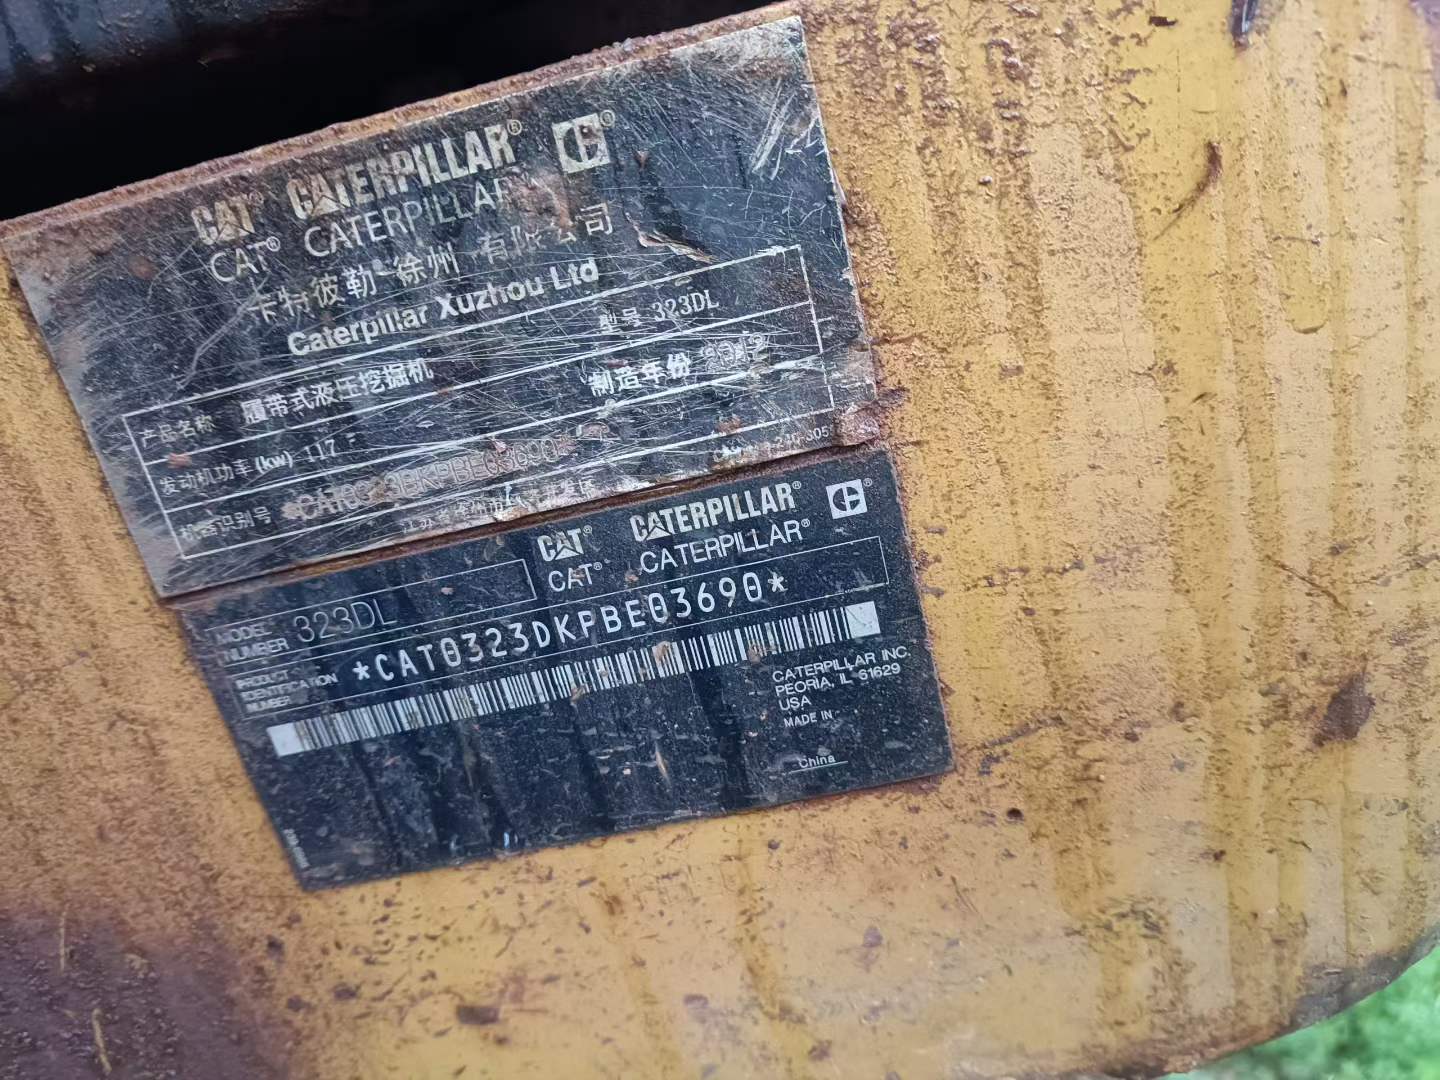 CAT® CATERPILLAR®
CAT® CATERPILLAR
卡特彼勒 徐州 有限公司
Caterpillar Xuzhou Ltd
产品名称 履带式液压挖掘机 型号 323DL
发动机功率(kw) 117 制造年份 2012
机器识别号 *CAT0323DKPBE03690*
CAT® CATERPILLAR®
CAT® CATERPILLAR®
MODEL NUMBER 323DL
PRODUCT IDENTIFICATION NUMBER *CAT0323DKPBE03690*
CATERPILLAR INC.
PEORIA, IL 61629
USA
MADE IN
China